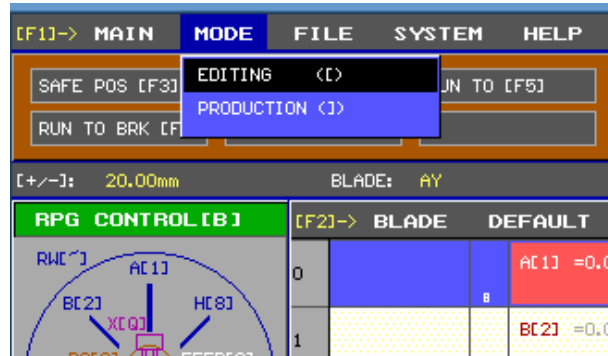 [F1]-> MAIN MODE FILE SYSTEM HELP
EDITING ([)
PRODUCTION (])
SAFE POS [F3]
UN TO [F5]
RUN TO BRK [F
[+/-]: 20.00mm BLADE: AY
RPG CONTROL[B]
[F2]-> BLADE DEFAULT
RW[~]
A[1]
B[2]
H[8]
X[Q]
0
8
A[1] =0.0
1
B[2] =0.0